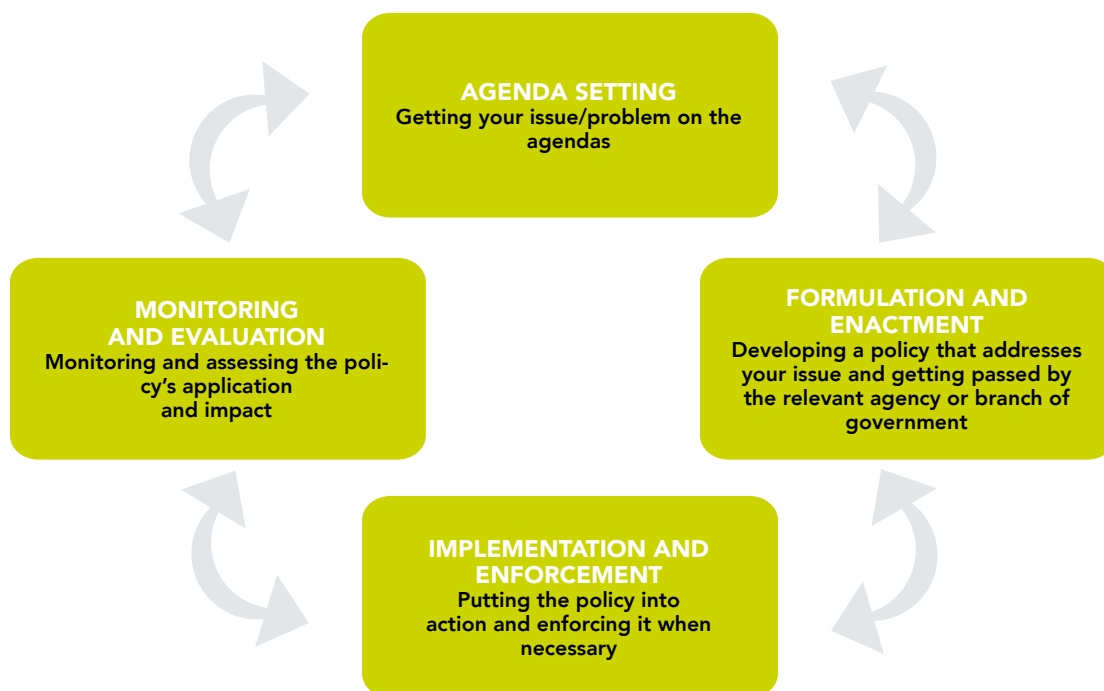 AGENDA SETTING
Getting your issue/problem on the
agendas
MONITORING
AND EVALUATION
Monitoring and assessing the poli-
cy's application
and impact
FORMULATION AND
ENACTMENT
Developing a policy that addresses
your issue and getting passed by
the relevant agency or branch of
government
IMPLEMENTATION AND
ENFORCEMENT
Putting the policy into
action and enforcing it when
necessary